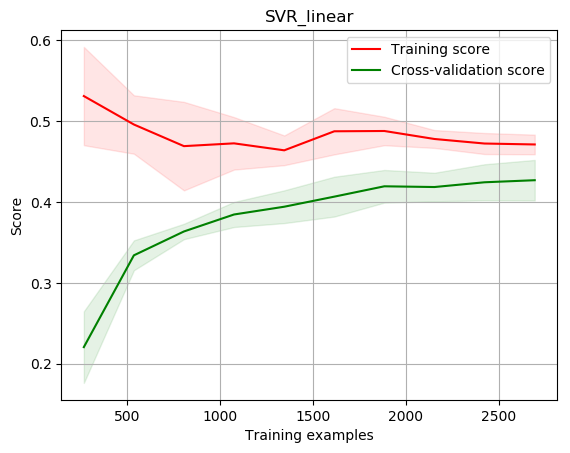 SVR_linear
Training score
Cross-validation score
Score
0.6
0.5
0.4
0.3
0.2
500
1000
1500
2000
2500
Training examples